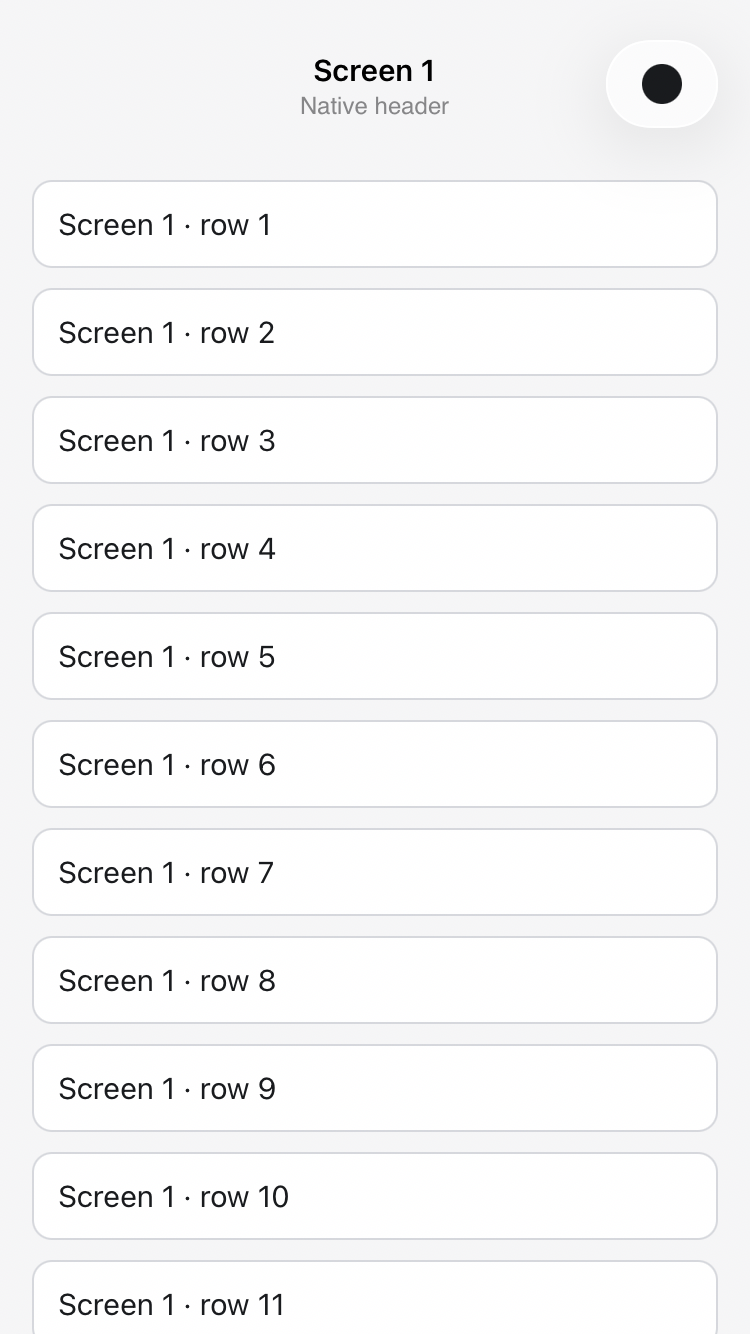 Screen 1
Native header
Screen 1 · row 1
Screen 1 · row 2
Screen 1 · row 3
Screen 1 · row 4
Screen 1 · row 5
Screen 1 · row 6
Screen 1 · row 7
Screen 1 · row 8
Screen 1 · row 9
Screen 1 · row 10
Screen 1 · row 11